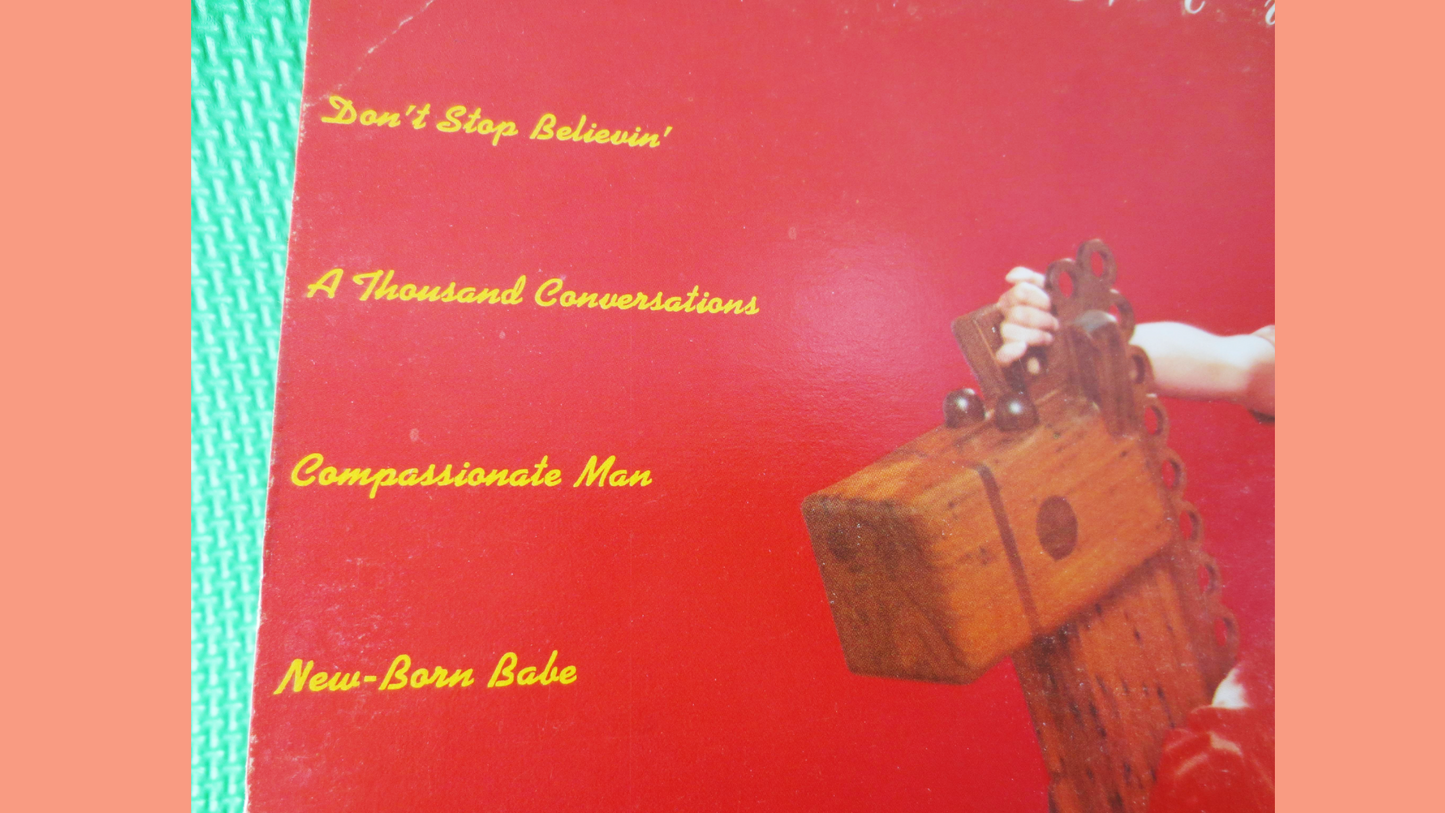 Don't Stop Believin'
A Thousand Conversations
Compassionate Man
New-Born Babe